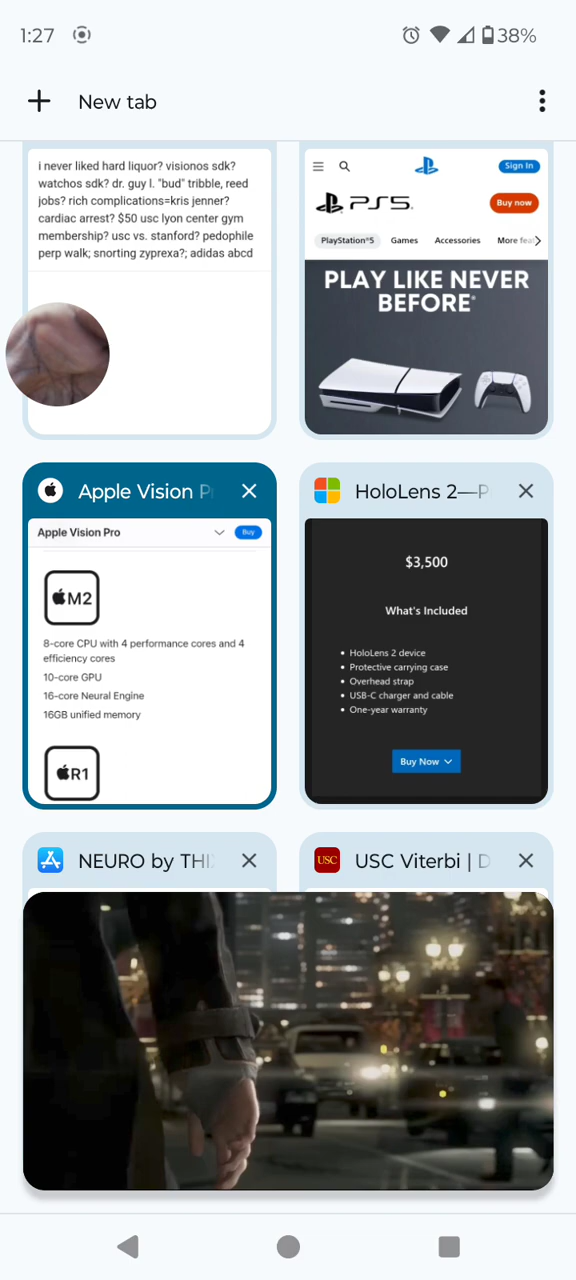 1:27
38%
New tab
i never liked hard liquor? visionos sdk?
watchos sdk? dr. guy l. "bud" tribble, reed
jobs? rich complications=kris jenner?
cardiac arrest? $50 usc lyon center gym
membership? usc vs. stanford? pedophile
perp walk; snorting zyprexa?; adidas abcd
Sign In
PS5
Buy now
PlayStation®5 Games Accessories More fea
PLAY LIKE NEVER
BEFORE
Apple Vision P
Apple Vision Pro
Buy
M2
8-core CPU with 4 performance cores and 4
efficiency cores
10-core GPU
16-core Neural Engine
16GB unified memory
R1
HoloLens 2—P
$3,500
What's Included
HoloLens 2 device
Protective carrying case
Overhead strap
USB-C charger and cable
One-year warranty
Buy Now
NEURO by THI
USC
USC Viterbi | D